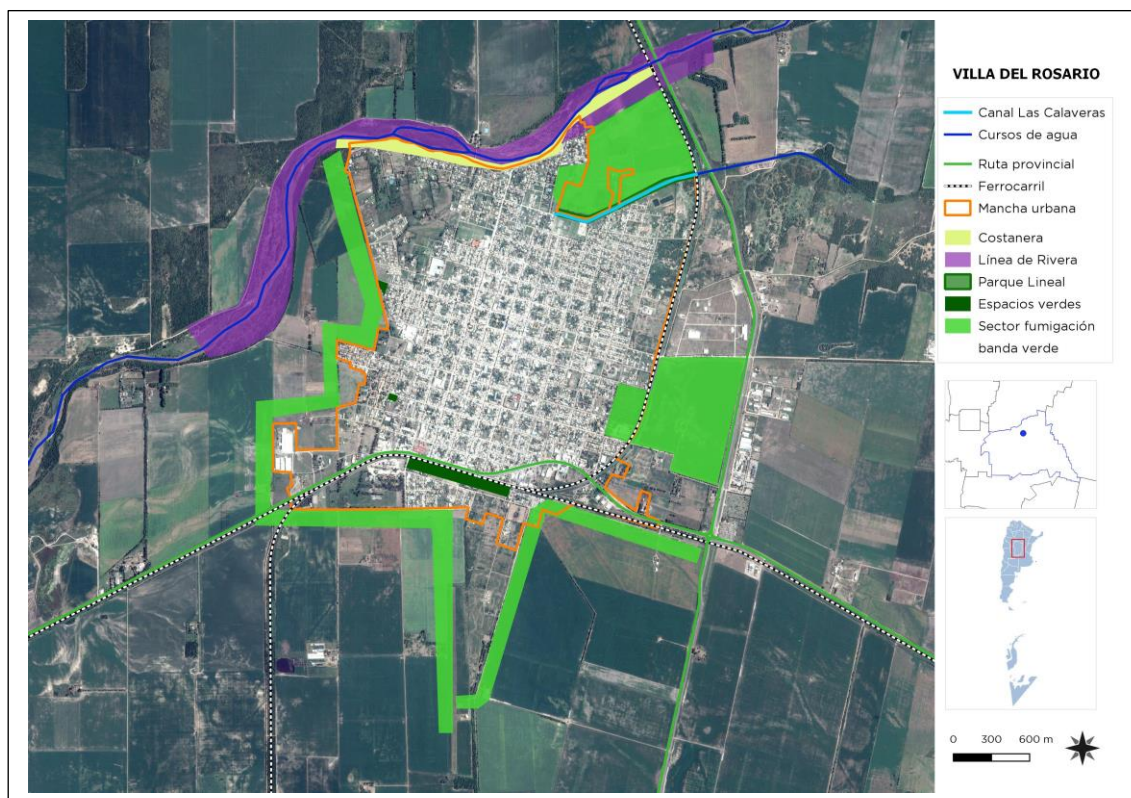 VILLA DEL ROSARIO
Canal Las Calaveras
Cursos de agua
Ruta provincial
Ferrocarril
Mancha urbana
Costanera
Línea de Rivera
Parque Lineal
Espacios verdes
Sector fumigación
banda verde
0 300 600 m